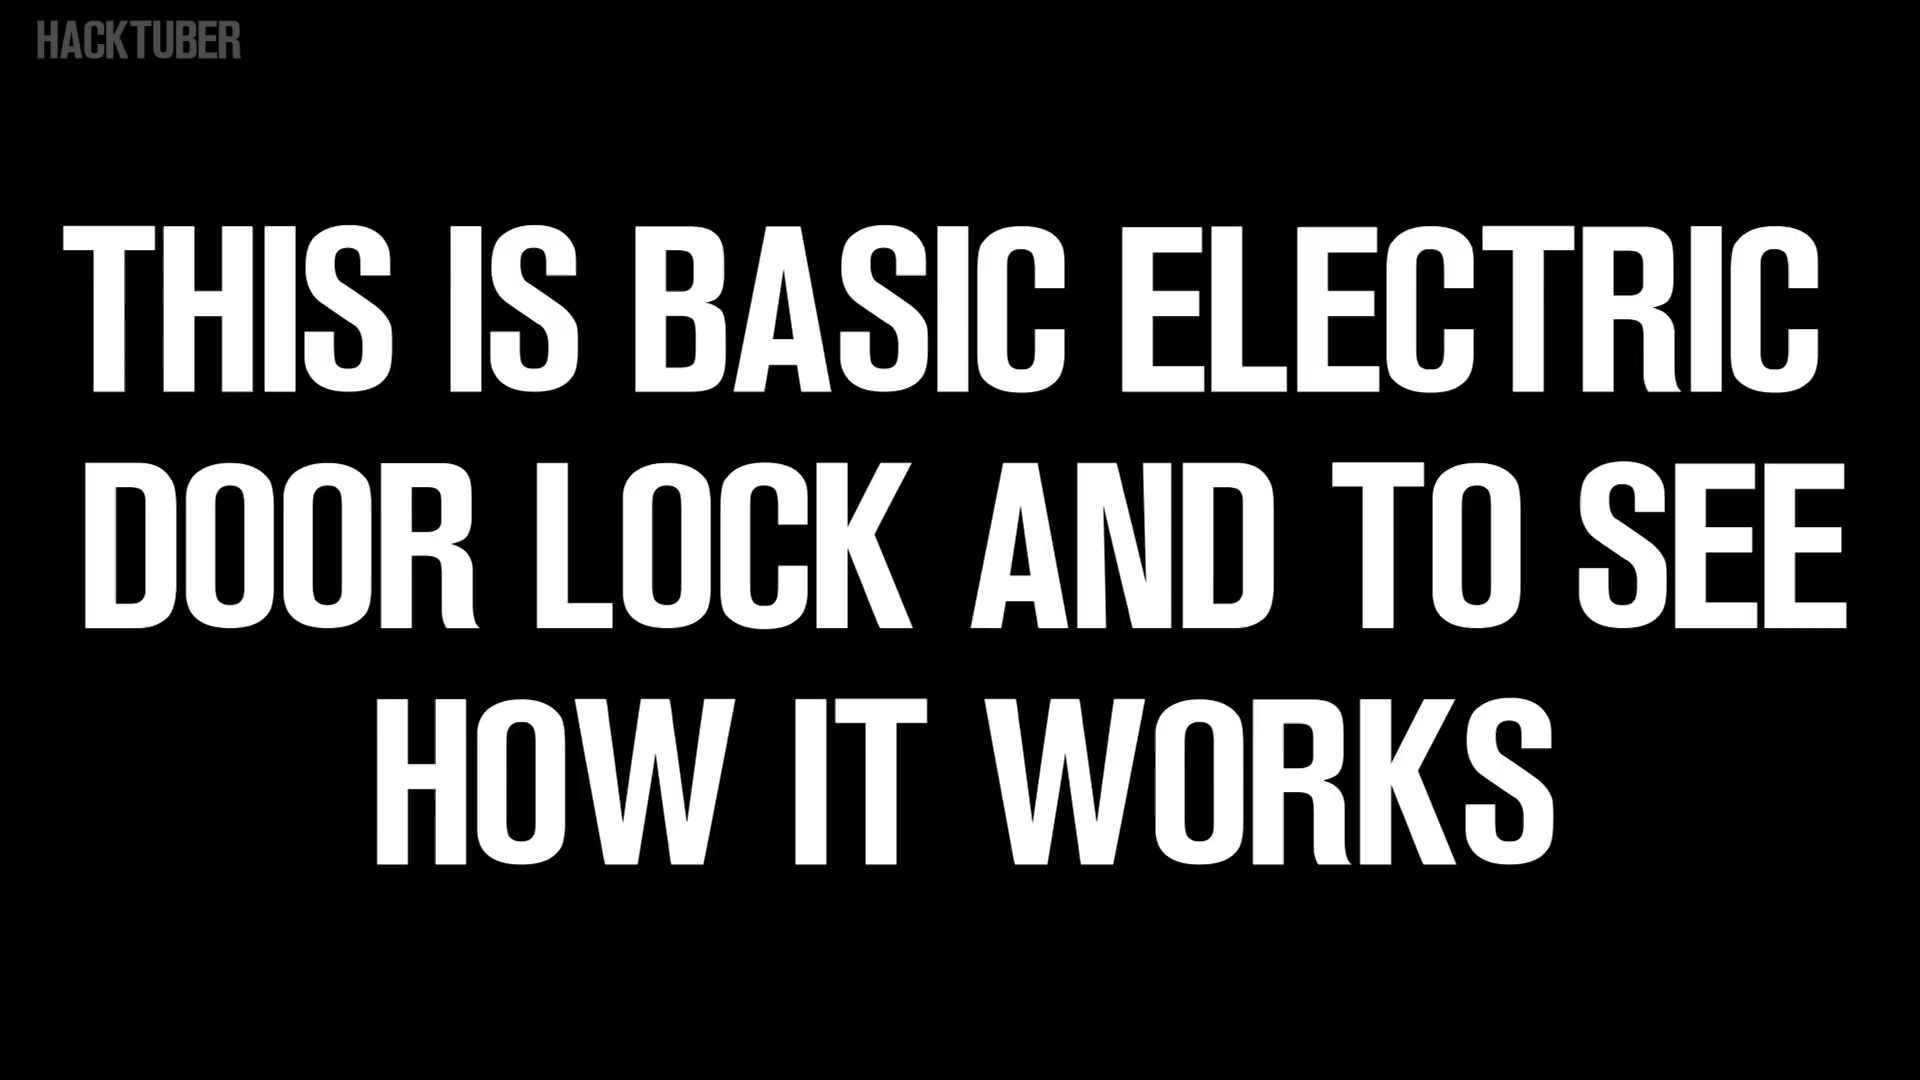 HACKTUBER
THIS IS BASIC ELECTRIC
DOOR LOCK AND TO SEE
HOW IT WORKS